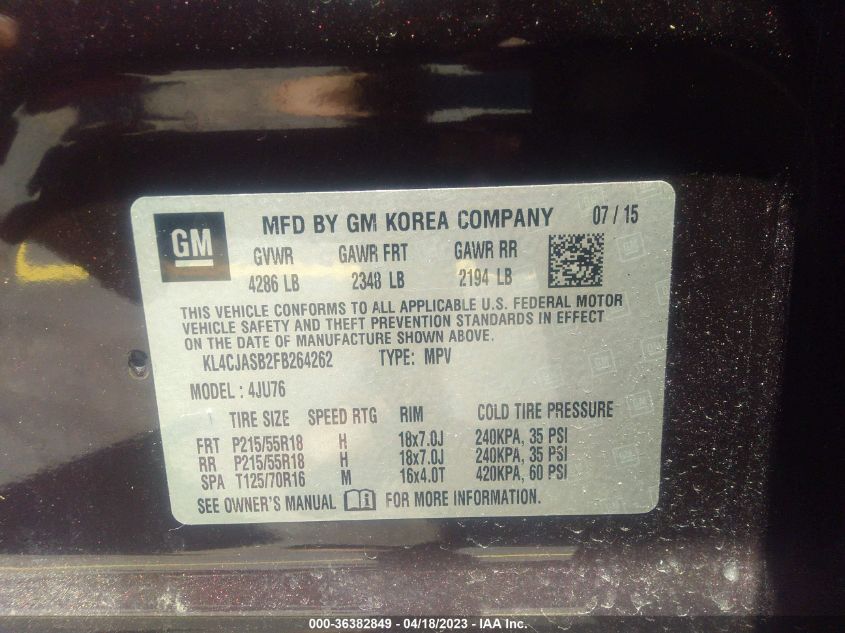 GM
MFD BY GM KOREA COMPANY 07 / 15
GVWR GAWR FRT GAWR RR
4286 LB 2348 LB 2194 LB
THIS VEHICLE CONFORMS TO ALL APPLICABLE U.S. FEDERAL MOTOR
VEHICLE SAFETY AND THEFT PREVENTION STANDARDS IN EFFECT
ON THE DATE OF MANUFACTURE SHOWN ABOVE.
KL4CJASB2FB264262 TYPE: MPV
MODEL : 4JU76
TIRE SIZE SPEED RTG RIM COLD TIRE PRESSURE
FRT P215/55R18 H 18x7.0J 240KPA, 35 PSI
RR P215/55R18 H 18x7.0J 240KPA, 35 PSI
SPA T125/70R16 M 16x4.0T 420KPA, 60 PSI
SEE OWNER'S MANUAL FOR MORE INFORMATION.
000-36382849 - 04/18/2023 - IAA Inc.